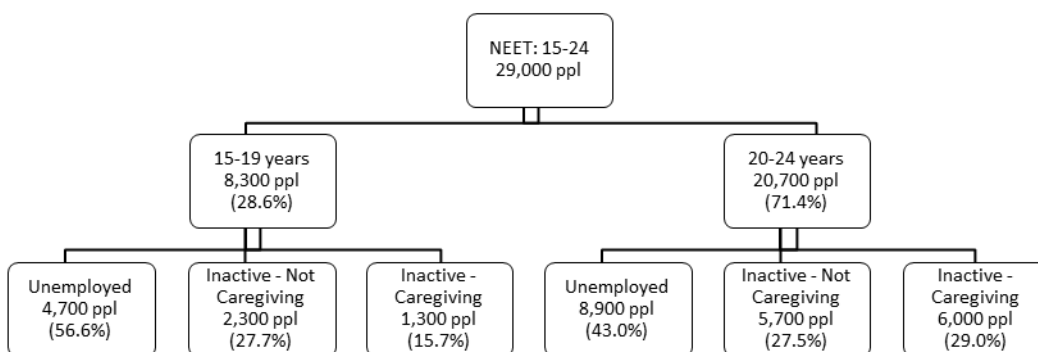 NEET: 15-24
29,000 ppl
15-19 years
8,300 ppl
(28.6%)
20-24 years
20,700 ppl
(71.4%)
Unemployed
4,700 ppl
(56.6%)
Inactive - Not
Caregiving
2,300 ppl
(27.7%)
Inactive -
Caregiving
1,300 ppl
(15.7%)
Unemployed
8,900 ppl
(43.0%)
Inactive - Not
Caregiving
5,700 ppl
(27.5%)
Inactive -
Caregiving
6,000 ppl
(29.0%)